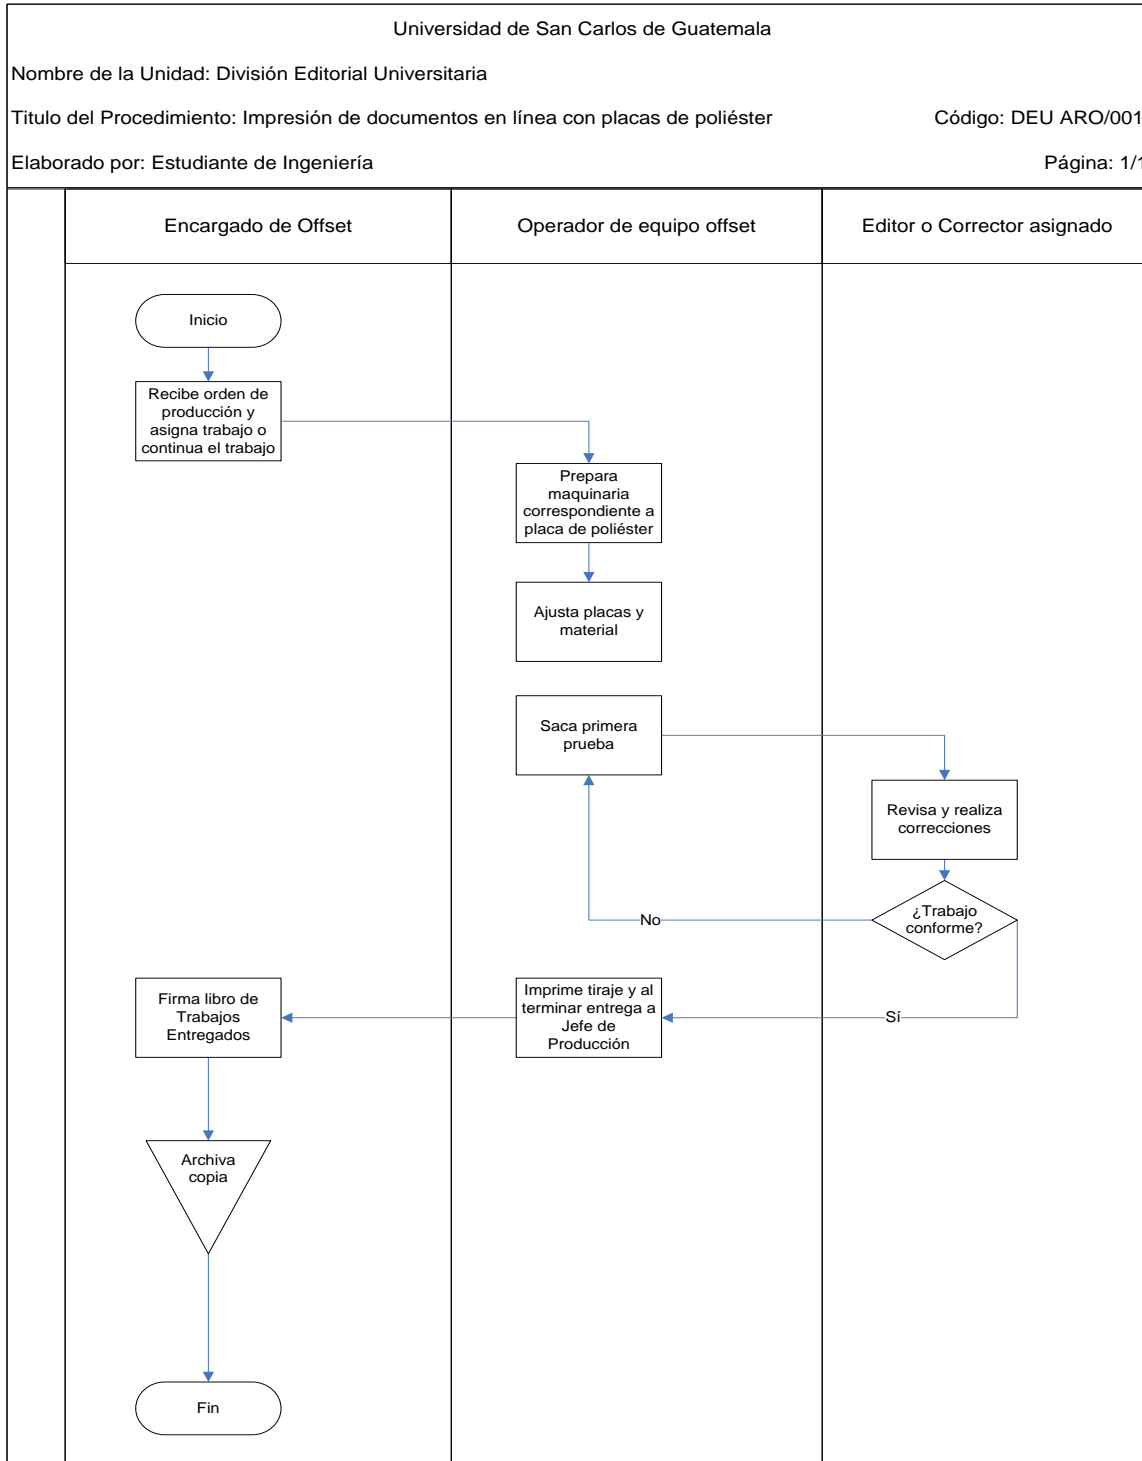 Universidad de San Carlos de Guatemala
Nombre de la Unidad: División Editorial Universitaria
Titulo del Procedimiento: Impresión de documentos en línea con placas de poliéster Código: DEU ARO/001
Elaborado por: Estudiante de Ingeniería Página: 1/1
Encargado de Offset Operador de equipo offset Editor o Corrector asignado
Inicio
Recibe orden de
producción y
asigna trabajo o
continua el trabajo
Prepara
maquinaria
correspondiente a
placa de poliéster
Ajusta placas y
material
Saca primera
prueba
Revisa y realiza
correcciones
¿Trabajo
conforme?
No
Sí
Imprime tiraje y al
terminar entrega a
Jefe de
Producción
Firma libro de
Trabajos
Entregados
Archiva
copia
Fin